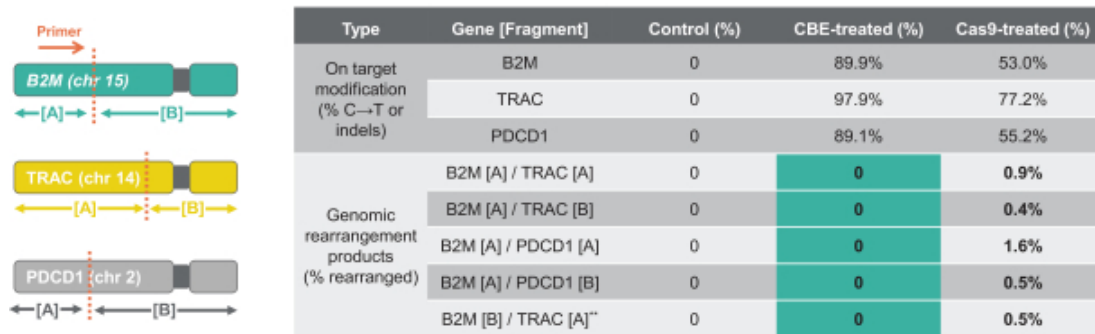 Primer
B2M (chr 15)
[A]
[B]
TRAC (chr 14)
[A]
[B]
PDCD1 (chr 2)
[A]
[B]
Type Gene [Fragment] Control (%) CBE-treated (%) Cas9-treated (%)
On target
modification
(% C→T or
indels)
B2M 0 89.9% 53.0%
TRAC 0 97.9% 77.2%
PDCD1 0 89.1% 55.2%
Genomic
rearrangement
products
(% rearranged)
B2M [A] / TRAC [A] 0 0 0.9%
B2M [A] / TRAC [B] 0 0 0.4%
B2M [A] / PDCD1 [A] 0 0 1.6%
B2M [A] / PDCD1 [B] 0 0 0.5%
B2M [B] / TRAC [A]** 0 0 0.5%